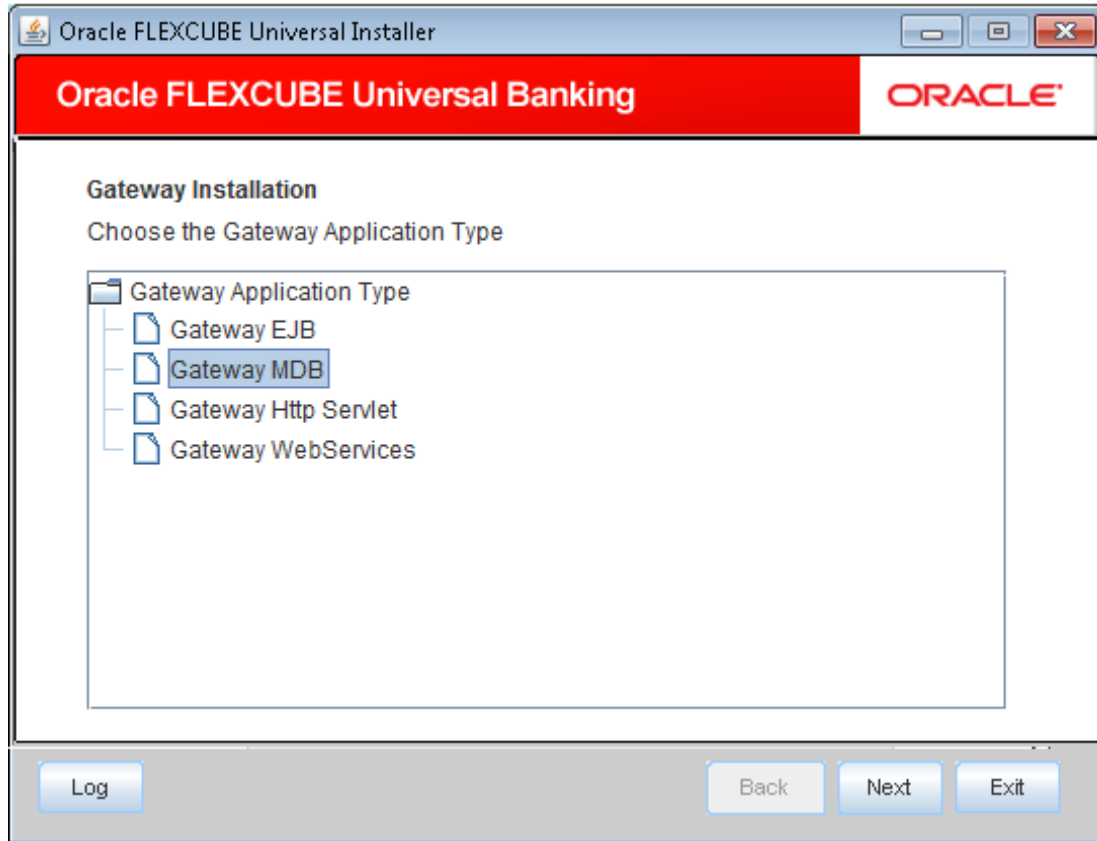 Oracle FLEXCUBE Universal Installer
Oracle FLEXCUBE Universal Banking
ORACLE®
Gateway Installation
Choose the Gateway Application Type
Gateway Application Type
Gateway EJB
Gateway MDB
Gateway Http Servlet
Gateway WebServices
Log
Back
Next
Exit